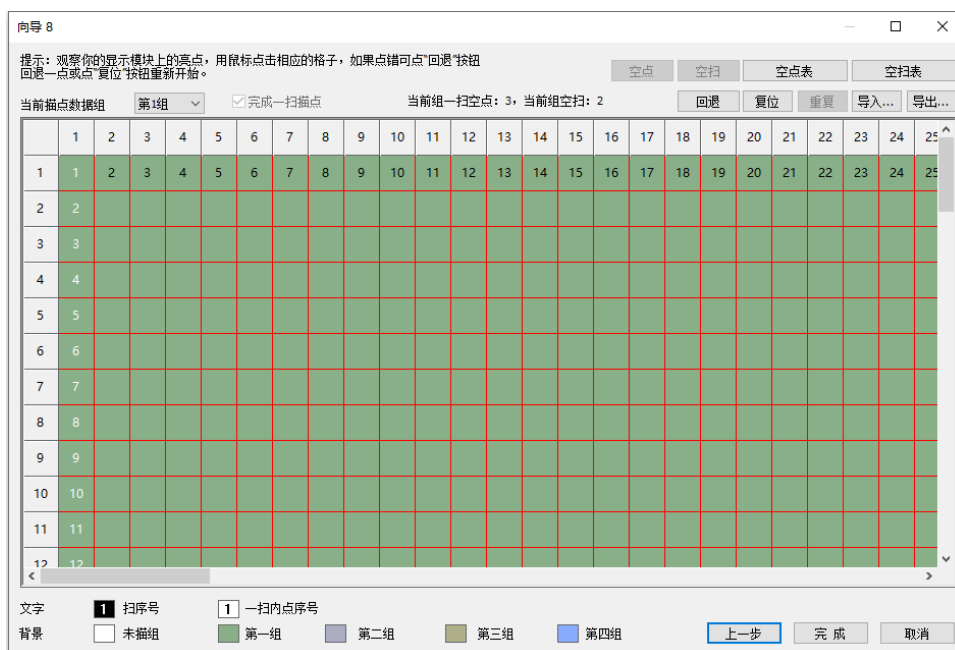 向导 8
提示：观察你的显示模块上的亮点，用鼠标点击相应的格子，如果点错可点"回退"按钮
回退一点或点"复位"按钮重新开始。
空点 空扫 空点表 空扫表
当前描点数据组 第1组 完成一扫描点 当前组一扫空点：3，当前组空扫：2 回退 复位 重复 导入... 导出...
1 2 3 4 5 6 7 8 9 10 11 12 13 14 15 16 17 18 19 20 21 22 23 24 25
1 1 2 3 4 5 6 7 8 9 10 11 12 13 14 15 16 17 18 19 20 21 22 23 24 25
2 2
3 3
4 4
5 5
6 6
7 7
8 8
9 9
10 10
11 11
12 12
文字 1 扫序号 1 一扫内点序号
背景 未描组 第一组 第二组 第三组 第四组 上一步 完成 取消